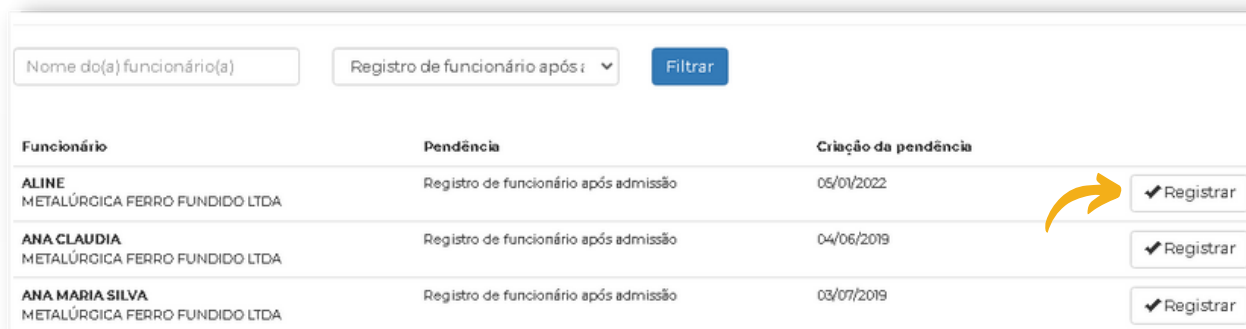 Nome do(a) funcionário(a) Registro de funcionário após a Filtrar
Funcionário Pendência Criação da pendência
ALINE Registro de funcionário após admissão 05/01/2022 Registrar
METALÚRGICA FERRO FUNDIDO LTDA
ANA CLAUDIA Registro de funcionário após admissão 04/06/2019 Registrar
METALÚRGICA FERRO FUNDIDO LTDA
ANA MARIA SILVA Registro de funcionário após admissão 03/07/2019 Registrar
METALÚRGICA FERRO FUNDIDO LTDA